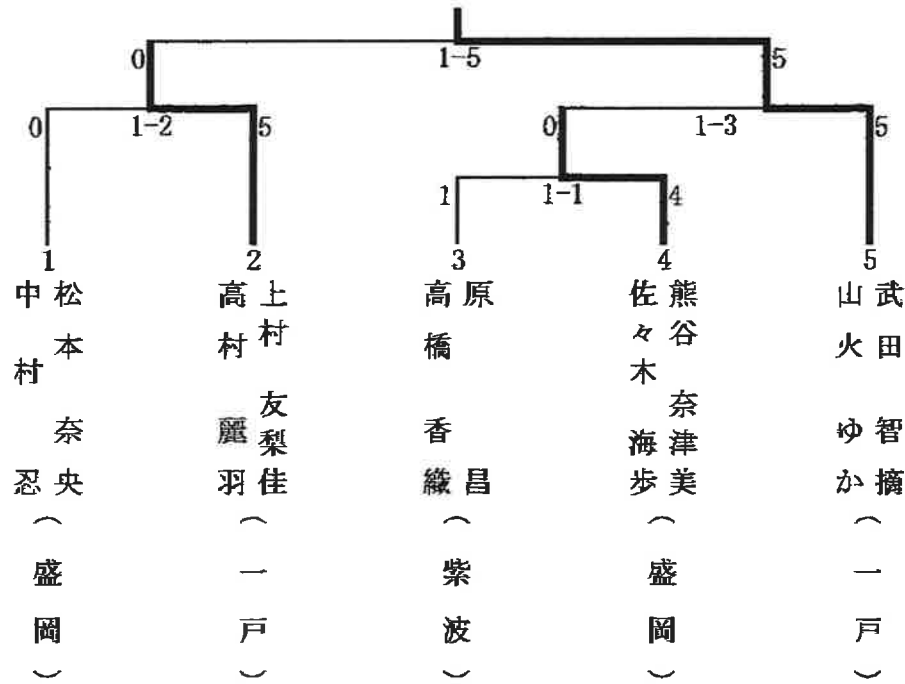 0 1-5 5
0 1-2 5 0 1-3 5
1 1-1 4
1 2 3 4 5
松本 奈央
中村 忍
(盛岡)
上村 友梨佳
高村 麗羽
(一戸)
原 昌
高橋 香織
(紫波)
熊谷 奈津美
佐々木 海歩
(盛岡)
武田 智摘
山火 ゆか
(一戸)